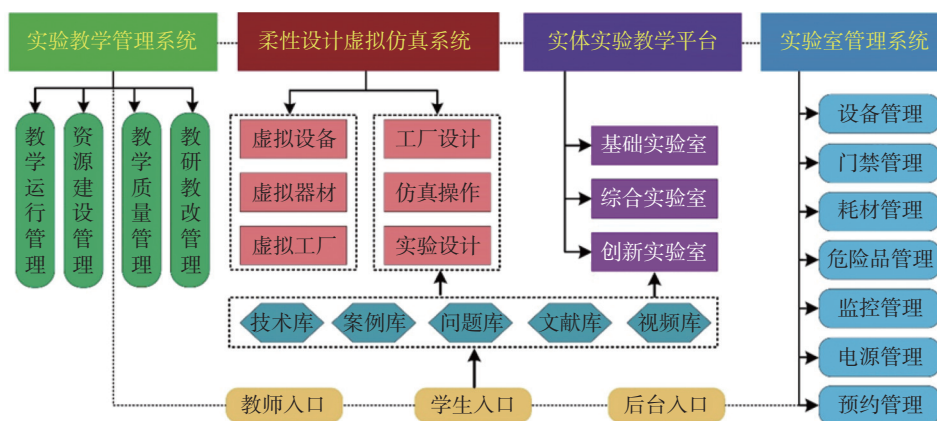 实验教学管理系统
柔性设计虚拟仿真系统
实体实验教学平台
实验室管理系统
教学运行管理
资源建设管理
教学质量管理
教研教改管理
虚拟设备
虚拟器材
虚拟工厂
工厂设计
仿真操作
实验设计
基础实验室
综合实验室
创新实验室
设备管理
门禁管理
耗材管理
危险品管理
监控管理
电源管理
预约管理
技术库
案例库
问题库
文献库
视频库
教师入口
学生入口
后台入口